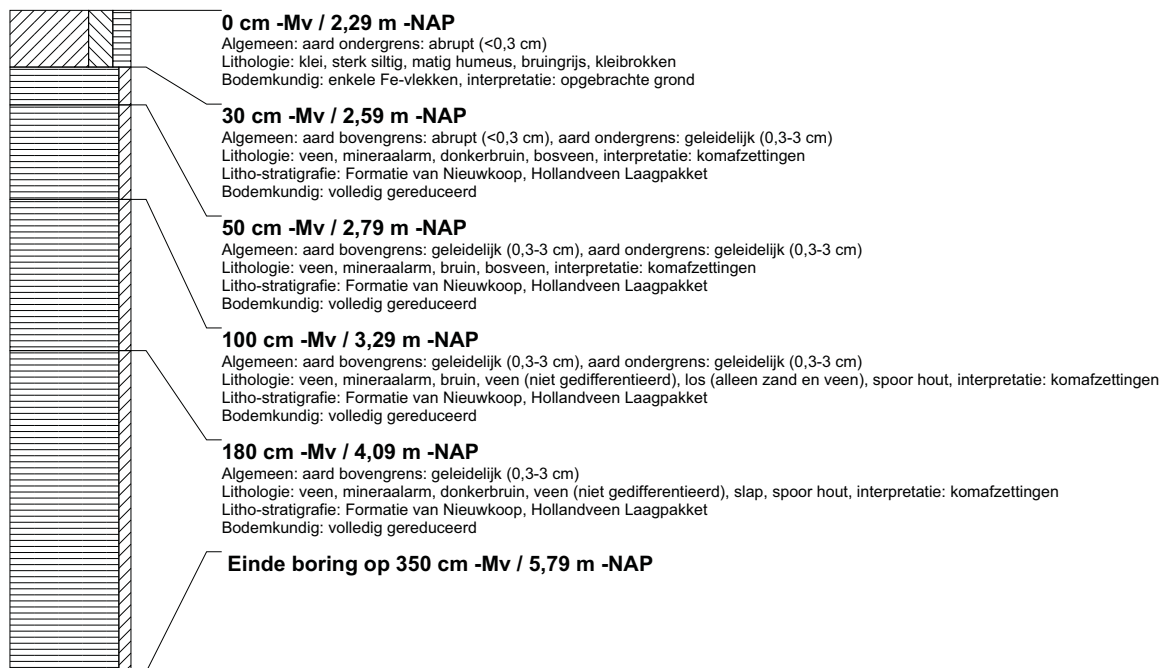 0 cm -Mv / 2,29 m -NAP
Algemeen: aard ondergrens: abrupt (<0,3 cm)
Lithologie: klei, sterk siltig, matig humeus, bruingrijs, kleibrokken
Bodemkundig: enkele Fe-vlekken, interpretatie: opgebrachte grond
30 cm -Mv / 2,59 m -NAP
Algemeen: aard bovengrens: abrupt (<0,3 cm), aard ondergrens: geleidelijk (0,3-3 cm)
Lithologie: veen, mineraalarm, donkerbruin, bosveen, interpretatie: komafzettingen
Litho-stratigrafie: Formatie van Nieuwkoop, Hollandveen Laagpakket
Bodemkundig: volledig gereduceerd
50 cm -Mv / 2,79 m -NAP
Algemeen: aard bovengrens: geleidelijk (0,3-3 cm), aard ondergrens: geleidelijk (0,3-3 cm)
Lithologie: veen, mineraalarm, bruin, bosveen, interpretatie: komafzettingen
Litho-stratigrafie: Formatie van Nieuwkoop, Hollandveen Laagpakket
Bodemkundig: volledig gereduceerd
100 cm -Mv / 3,29 m -NAP
Algemeen: aard bovengrens: geleidelijk (0,3-3 cm), aard ondergrens: geleidelijk (0,3-3 cm)
Lithologie: veen, mineraalarm, bruin, veen (niet gedifferentieerd), los (alleen zand en veen), spoor hout, interpretatie: komafzettingen
Litho-stratigrafie: Formatie van Nieuwkoop, Hollandveen Laagpakket
Bodemkundig: volledig gereduceerd
180 cm -Mv / 4,09 m -NAP
Algemeen: aard bovengrens: geleidelijk (0,3-3 cm)
Lithologie: veen, mineraalarm, donkerbruin, veen (niet gedifferentieerd), slap, spoor hout, interpretatie: komafzettingen
Litho-stratigrafie: Formatie van Nieuwkoop, Hollandveen Laagpakket
Bodemkundig: volledig gereduceerd
Einde boring op 350 cm -Mv / 5,79 m -NAP